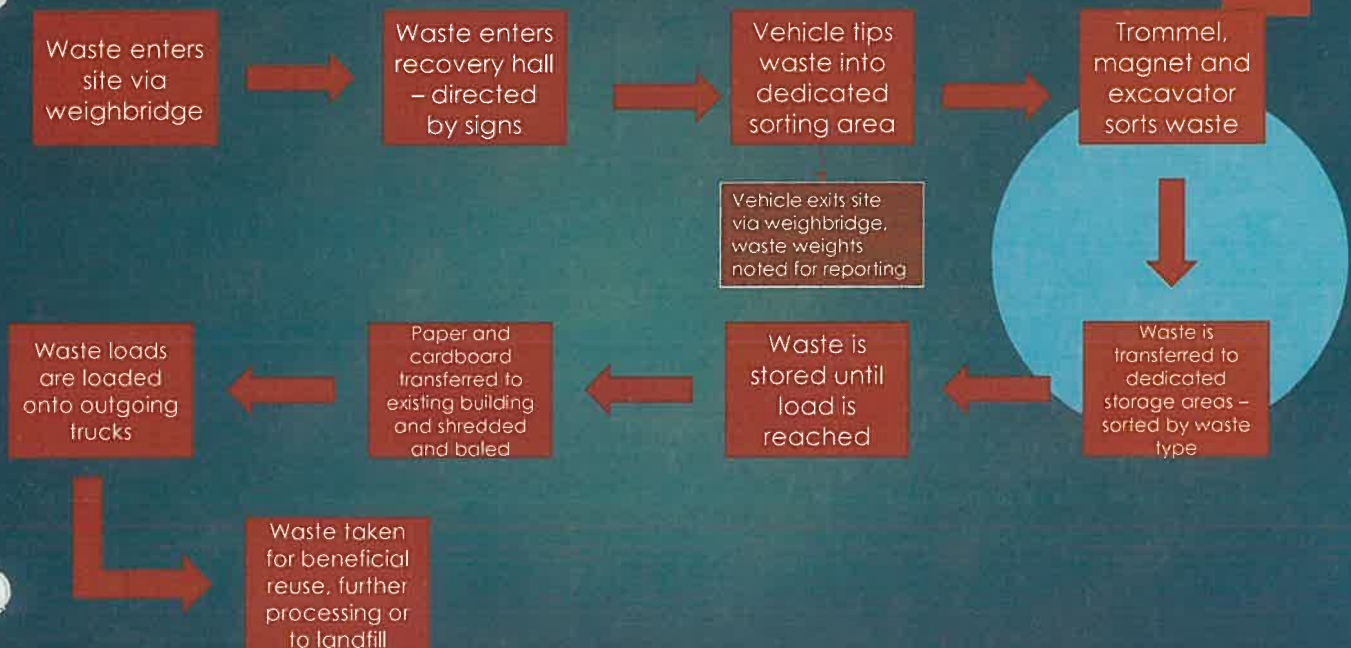 Waste enters
site via
weighbridge
Waste enters
recovery hall
– directed
by signs
Vehicle tips
waste into
dedicated
sorting area
Trommel,
magnet and
excavator
sorts waste
Vehicle exits site
via weighbridge,
waste weights
noted for reporting
Waste is
transferred to
dedicated
storage areas –
sorted by waste
type
Waste is
stored until
load is
reached
Paper and
cardboard
transferred to
existing building
and shredded
and baled
Waste loads
are loaded
onto outgoing
trucks
Waste taken
for beneficial
reuse, further
processing or
to landfill